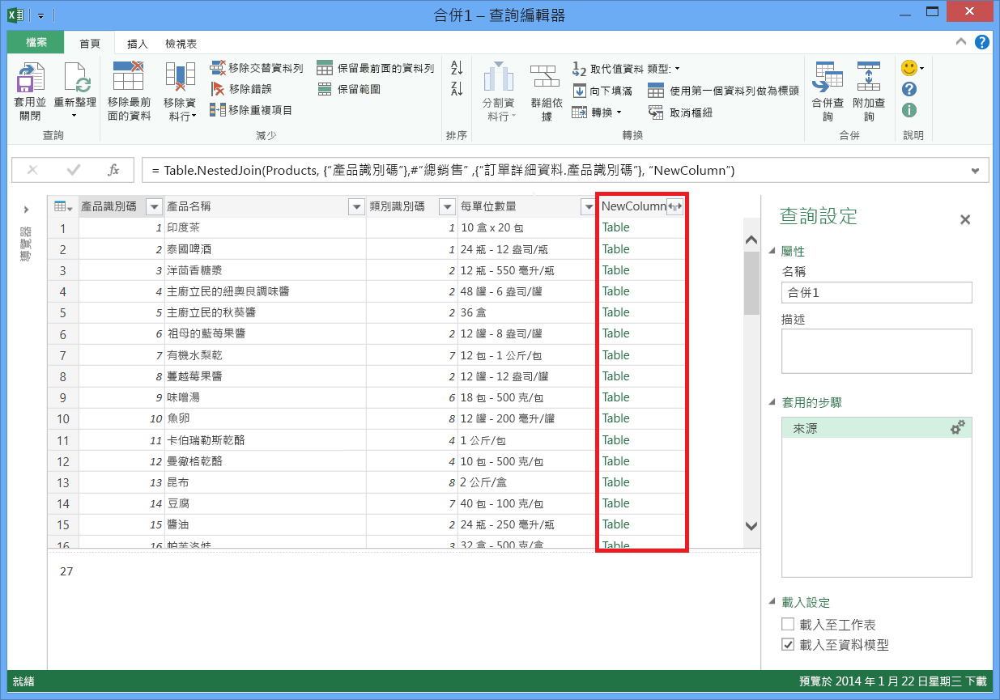 合併1 – 查詢編輯器
檔案 首頁 插入 檢視表
套用並關閉
重新整理
查詢
移除最前面的資料
移除資料行
移除交替資料列
移除錯誤
移除重複項目
保留最前面的資料列
保留範圍
減少
排序
分割資料行
群組依據
取代值資料 類型:
向下填滿
轉換
使用第一個資料列做為標頭
取消樞紐
轉換
合併查詢
附加查詢
合併
說明
fx = Table.NestedJoin(Products, {“產品識別碼”},#“總銷售” ,{“訂單詳細資料.產品識別碼”}, “NewColumn”)
導覽器
產品識別碼 產品名稱 類別識別碼 每單位數量 NewColumn
1 1 印度茶 1 10 盒 x 20 包 Table
2 2 泰國啤酒 1 24 瓶 - 12 盎司/瓶 Table
3 3 洋茴香糖漿 2 12 瓶 - 550 毫升/瓶 Table
4 4 主廚立民的紐奧良調味醬 2 48 罐 - 6 盎司/罐 Table
5 5 主廚立民的秋葵醬 2 36 盒 Table
6 6 祖母的藍莓果醬 2 12 罐 - 8 盎司/罐 Table
7 7 有機水梨乾 7 12 包 - 1 公斤/包 Table
8 8 蔓越莓果醬 2 12 罐 - 12 盎司/罐 Table
9 9 味噌湯 6 18 包 - 500 克/包 Table
10 10 魚卵 8 12 罐 - 200 毫升/罐 Table
11 11 卡伯瑞勒斯乾酪 4 1 公斤/包 Table
12 12 曼徹格乾酪 4 10 包 - 500 克/包 Table
13 13 昆布 8 2 公斤/盒 Table
14 14 豆腐 7 40 包 - 100 克/包 Table
15 15 醬油 2 24 瓶 - 250 毫升/瓶 Table
16 16 帕芙洛娃 3 32 盒 - 500 克/盒 Table
27
查詢設定
屬性
名稱
合併1
描述
套用的步驟
來源
載入設定
載入至工作表
載入至資料模型
就緒
預覽於 2014 年 1 月 22 日星期三 下載